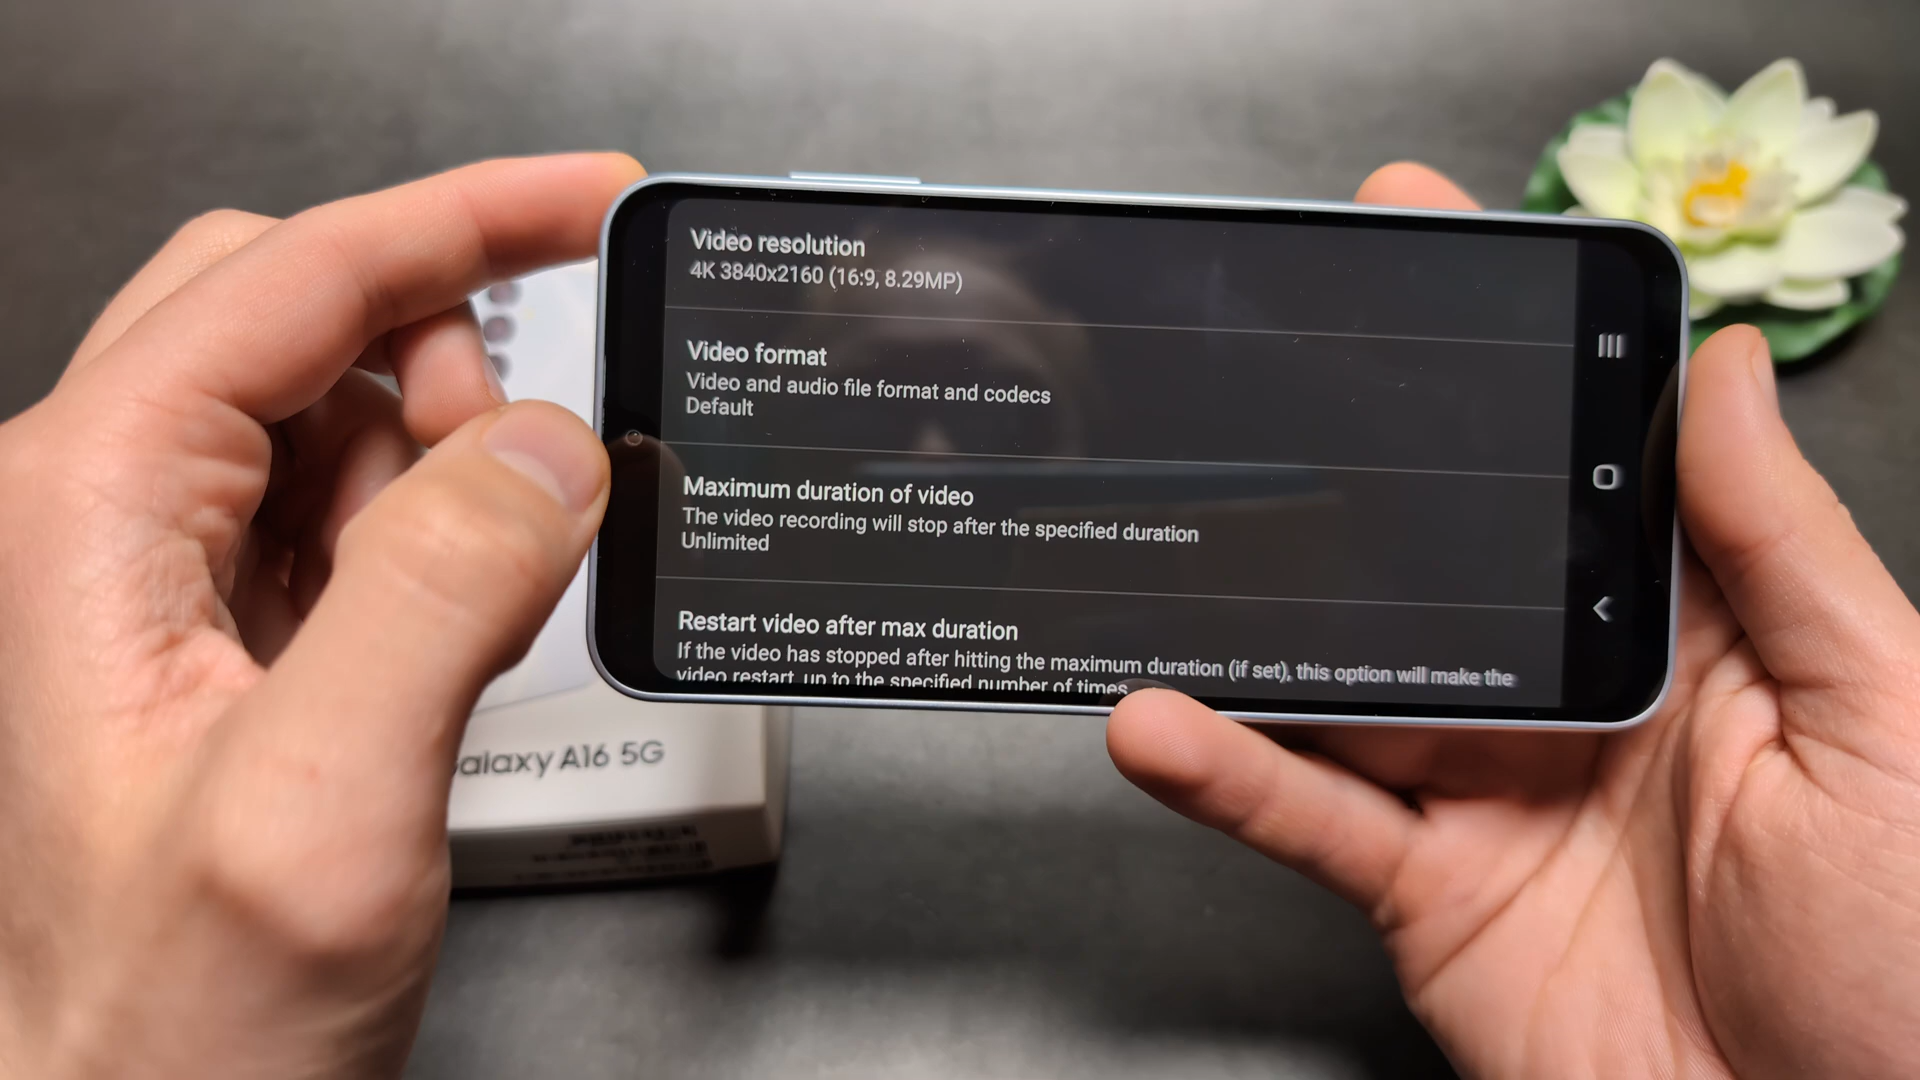 Video resolution
4K 3840x2160 (16:9, 8.29MP)
Video format
Video and audio file format and codecs
Default
Maximum duration of video
The video recording will stop after the specified duration
Unlimited
Restart video after max duration
If the video has stopped after hitting the maximum duration (if set), this option will make the
video restart, up to the specified number of times.
alaxy A16 5G